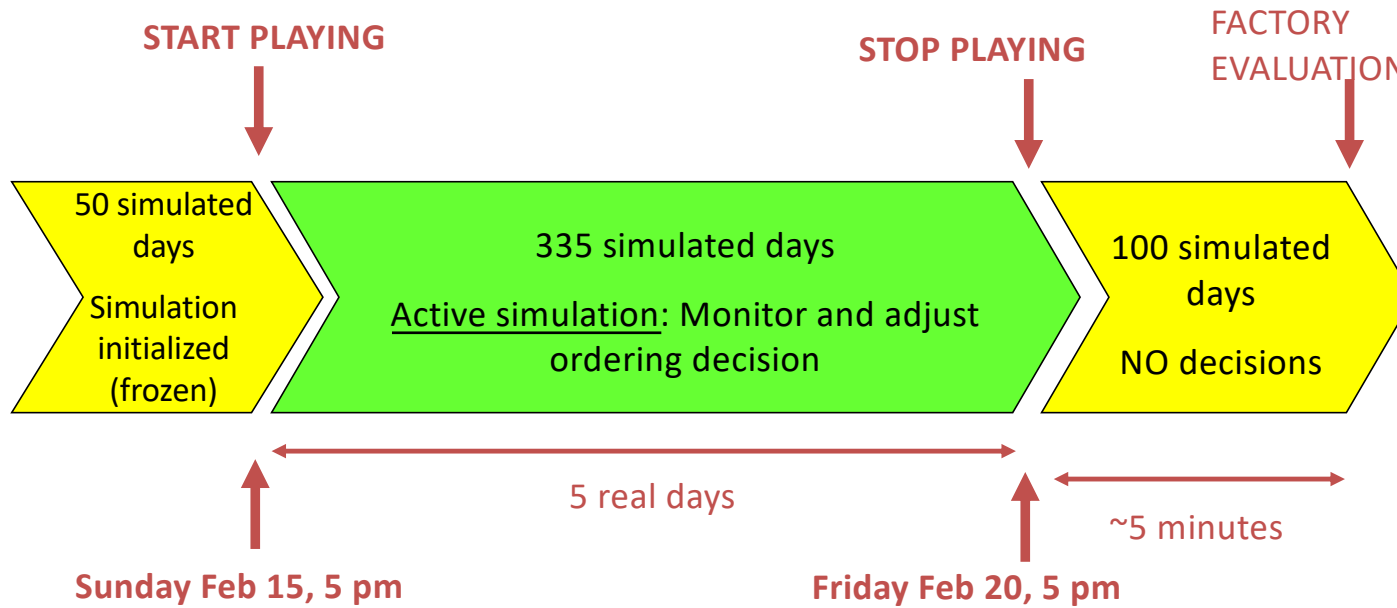 START PLAYING
STOP PLAYING
FACTORY
EVALUATION
50 simulated
days
Simulation
initialized
(frozen)
335 simulated days
Active simulation: Monitor and adjust
ordering decision
100 simulated
days
NO decisions
5 real days
~5 minutes
Sunday Feb 15, 5 pm
Friday Feb 20, 5 pm